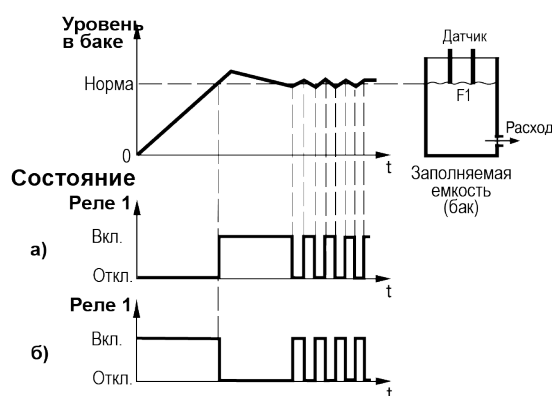 Уровень
в баке
Норма
0
t
Датчик
F1
Расход
Заполняемая
емкость
(бак)
Состояние
Реле 1
а)
Вкл.
Откл.
t
Реле 1
б)
Вкл.
Откл.
t